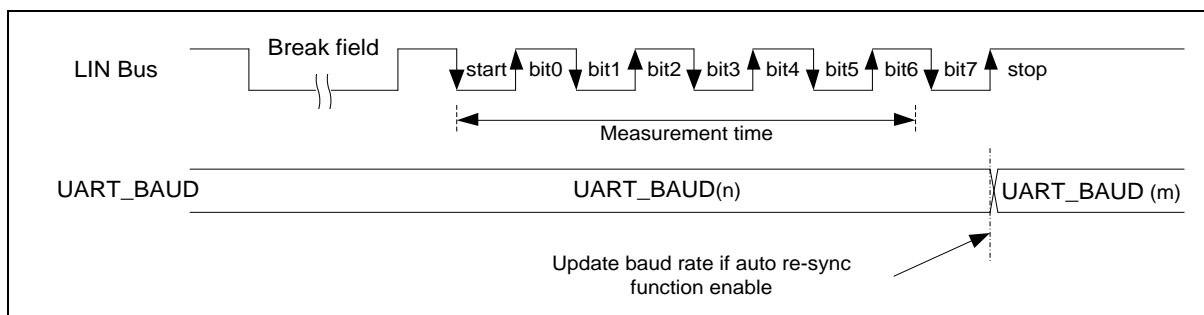 LIN Bus
Break field
start bit0 bit1 bit2 bit3 bit4 bit5 bit6 bit7 stop
Measurement time
UART_BAUD
UART_BAUD(n)
UART_BAUD (m)
Update baud rate if auto re-sync
function enable